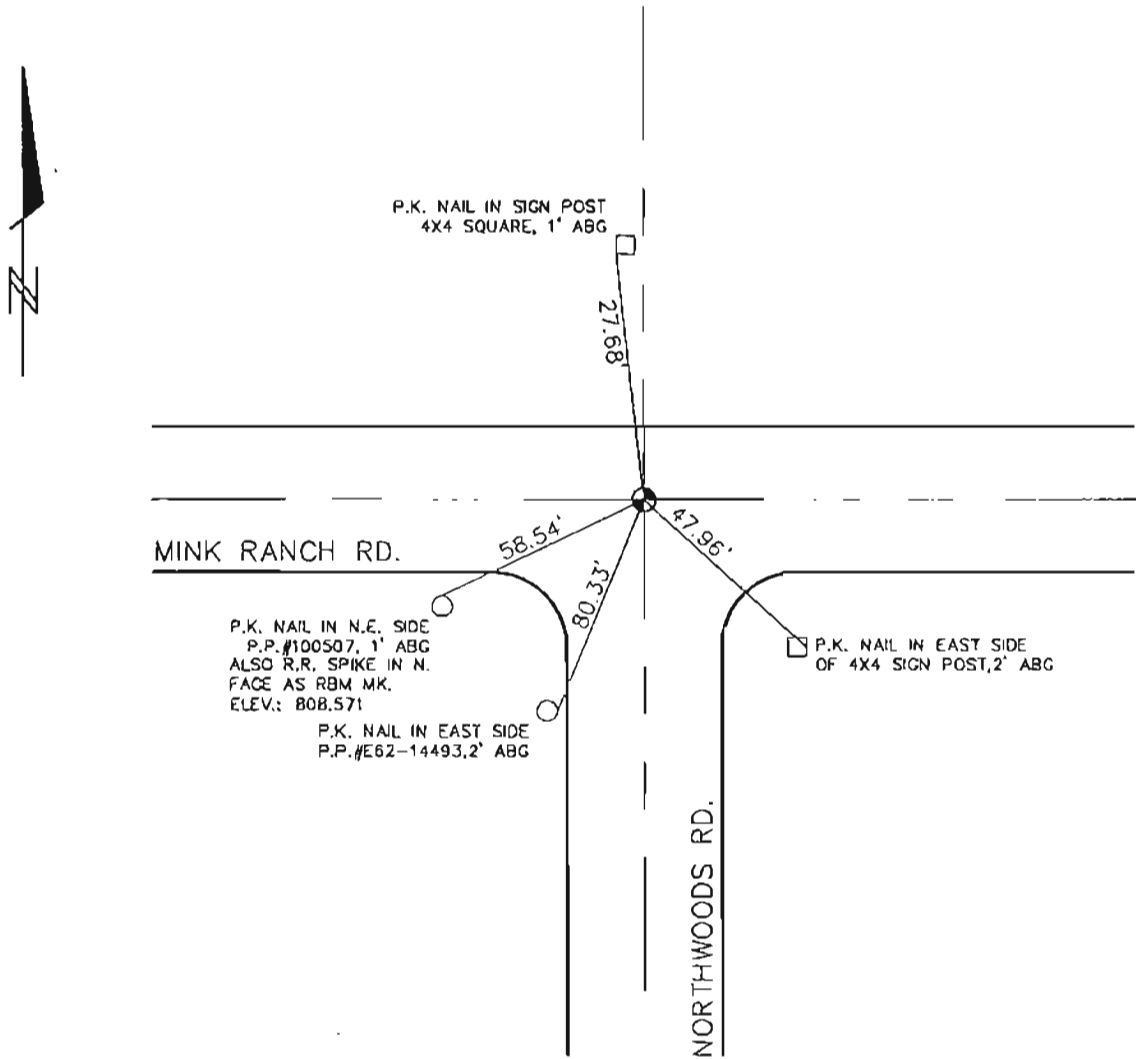 P.K. NAIL IN SIGN POST
4X4 SQUARE, 1' ABG
N
27.68'
MINK RANCH RD.
58.54'
80.33'
47.96'
P.K. NAIL IN N.E. SIDE
P.P.#100507, 1' ABG
ALSO R.R. SPIKE IN N.
FACE AS RBM MK.
ELEV.: 808.571
P.K. NAIL IN EAST SIDE
OF 4X4 SIGN POST,2' ABG
P.K. NAIL IN EAST SIDE
P.P.#E62-14493,2' ABG
NORTHWOODS RD.